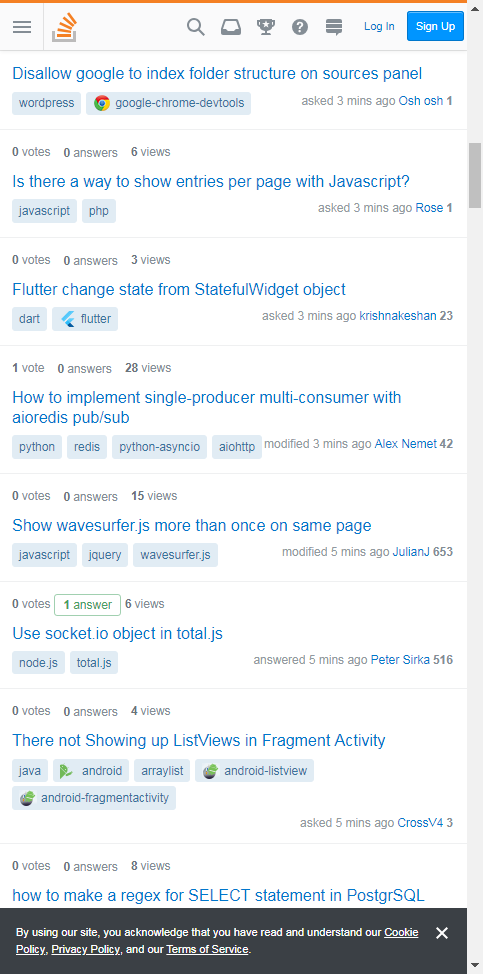 Log In Sign Up
Disallow google to index folder structure on sources panel
wordpress google-chrome-devtools asked 3 mins ago Osh osh 1
0 votes 0 answers 6 views
Is there a way to show entries per page with Javascript?
javascript php asked 3 mins ago Rose 1
0 votes 0 answers 3 views
Flutter change state from StatefulWidget object
dart flutter asked 3 mins ago krishnakeshan 23
1 vote 0 answers 28 views
How to implement single-producer multi-consumer with
aioredis pub/sub
python redis python-asyncio aiohttp modified 3 mins ago Alex Nemet 42
0 votes 0 answers 15 views
Show wavesurfer.js more than once on same page
javascript jquery wavesurfer.js modified 5 mins ago JulianJ 653
0 votes 1 answer 6 views
Use socket.io object in total.js
node.js total.js answered 5 mins ago Peter Sirka 516
0 votes 0 answers 4 views
There not Showing up ListViews in Fragment Activity
java android arraylist android-listview
android-fragmentactivity
asked 5 mins ago CrossV4 3
0 votes 0 answers 8 views
how to make a regex for SELECT statement in PostgrSQL
By using our site, you acknowledge that you have read and understand our Cookie
Policy, Privacy Policy, and our Terms of Service.